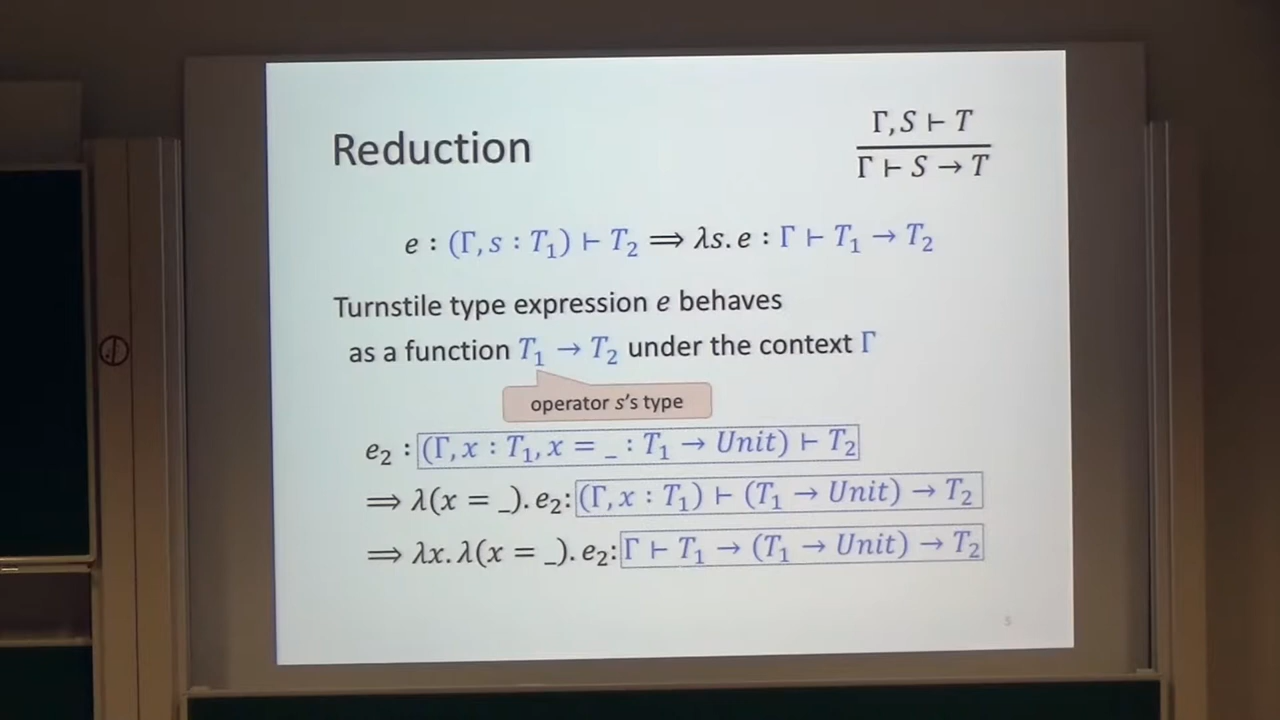 Reduction
Γ, S ⊢ T
Γ ⊢ S → T
e : (Γ, s : T₁) ⊢ T₂ ⟹ λs. e : Γ ⊢ T₁ → T₂
Turnstile type expression e behaves
as a function T₁ → T₂ under the context Γ
operator s's type
e₂ : (Γ, x : T₁, x = _ : T₁ → Unit) ⊢ T₂
⟹ λ(x = _). e₂: (Γ, x : T₁) ⊢ (T₁ → Unit) → T₂
⟹ λx. λ(x = _). e₂: Γ ⊢ T₁ → (T₁ → Unit) → T₂
5